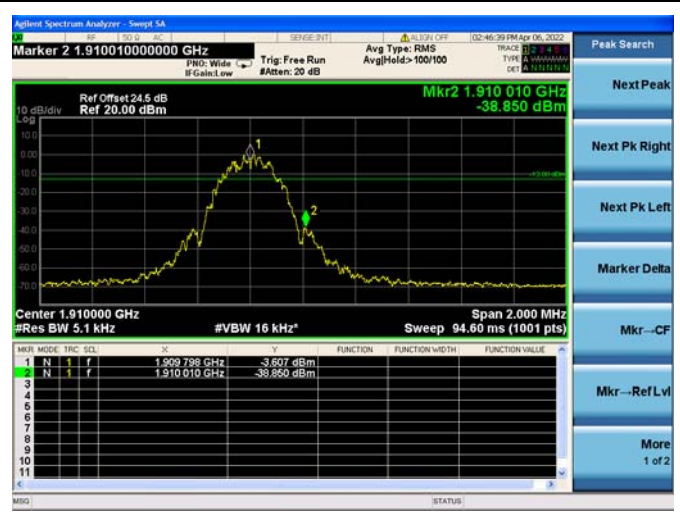 Agilent Spectrum Analyzer - Swept SA
RF 50 Ω AC SENSE:INT ALIGN OFF 02:46:39 PM Apr 06, 2022
Marker 2 1.910010000000 GHz
PNO: Wide
IFGain:Low
Trig: Free Run
#Atten: 20 dB
Avg Type: RMS
Avg|Hold:>100/100
TRACE 1 2 3 4 5 6
TYPE
DET A N N N N N
Peak Search
Next Peak
Next Pk Right
Next Pk Left
Marker Delta
Mkr→CF
Mkr→RefLvl
More
1 of 2
Ref Offset 24.5 dB
10 dB/div Ref 20.00 dBm
Log
Mkr2 1.910 010 GHz
-38.850 dBm
10.0
0.00
-10.0
-20.0
-30.0
-40.0
-50.0
-60.0
-70.0
-13.00 dBm
1
2
Center 1.910000 GHz Span 2.000 MHz
#Res BW 5.1 kHz #VBW 16 kHz* Sweep 94.60 ms (1001 pts)
MKR MODE TRC SCL X Y FUNCTION FUNCTION WIDTH FUNCTION VALUE
1 N 1 f 1.909 798 GHz -3.607 dBm
2 N 1 f 1.910 010 GHz -38.850 dBm
3
4
5
6
7
8
9
10
11
MSG STATUS